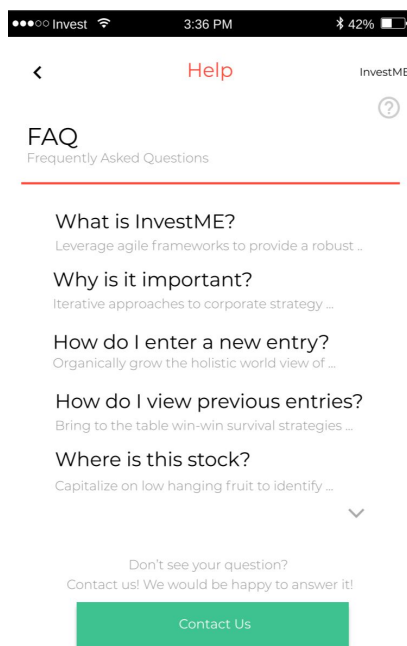 Invest 3:36 PM 42%
Help InvestME
FAQ
Frequently Asked Questions
What is InvestME?
Leverage agile frameworks to provide a robust ..
Why is it important?
Iterative approaches to corporate strategy ...
How do I enter a new entry?
Organically grow the holistic world view of ...
How do I view previous entries?
Bring to the table win-win survival strategies ...
Where is this stock?
Capitalize on low hanging fruit to identify ...
Don't see your question?
Contact us! We would be happy to answer it!
Contact Us